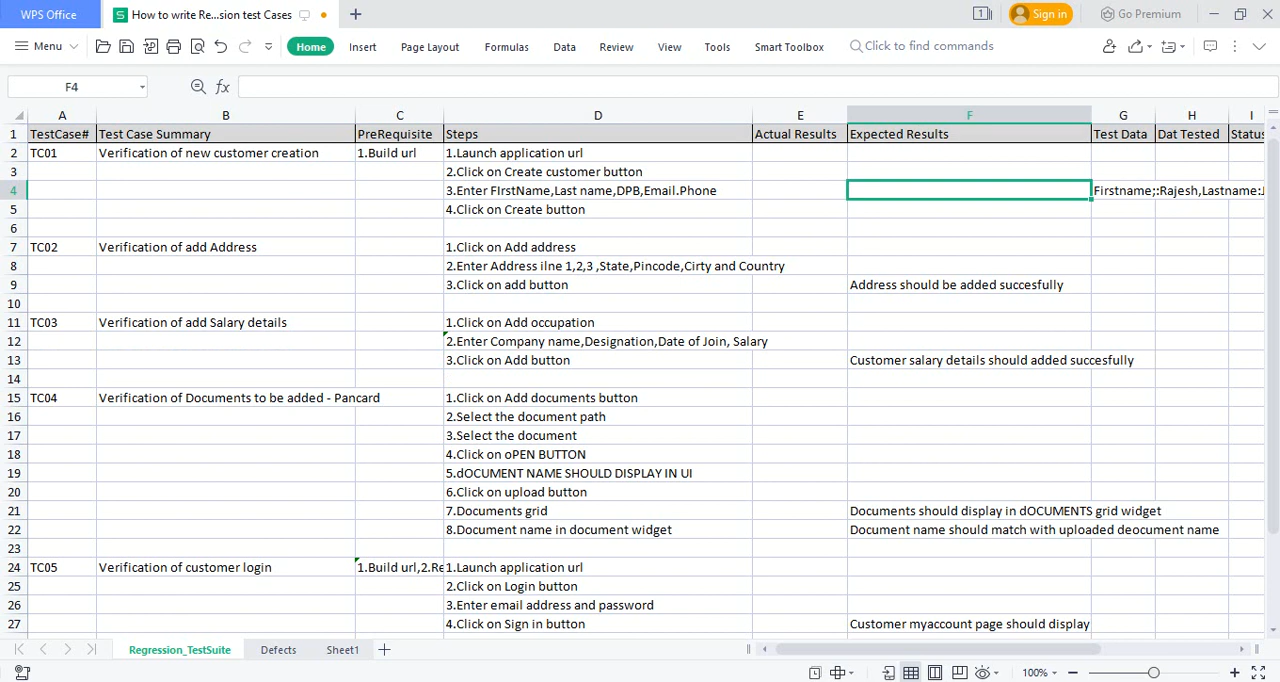 WPS Office How to write Re...sion test Cases Sign in Go Premium
Menu Home Insert Page Layout Formulas Data Review View Tools Smart Toolbox Click to find commands
F4 fx
A B C D E F G H I
1 TestCase# Test Case Summary PreRequisite Steps Actual Results Expected Results Test Data Dat Tested Status
2 TC01 Verification of new customer creation 1.Build url 1.Launch application url
3 2.Click on Create customer button
4 3.Enter FIrstName,Last name,DPB,Email.Phone Firstname;:Rajesh,Lastname:J
5 4.Click on Create button
6
7 TC02 Verification of add Address 1.Click on Add address
8 2.Enter Address ilne 1,2,3 ,State,Pincode,Cirty and Country
9 3.Click on add button Address should be added succesfully
10
11 TC03 Verification of add Salary details 1.Click on Add occupation
12 2.Enter Company name,Designation,Date of Join, Salary
13 3.Click on Add button Customer salary details should added succesfully
14
15 TC04 Verification of Documents to be added - Pancard 1.Click on Add documents button
16 2.Select the document path
17 3.Select the document
18 4.Click on oPEN BUTTON
19 5.dOCUMENT NAME SHOULD DISPLAY IN UI
20 6.Click on upload button
21 7.Documents grid Documents should display in dOCUMENTS grid widget
22 8.Document name in document widget Document name should match with uploaded deocument name
23
24 TC05 Verification of customer login 1.Build url,2.Re 1.Launch application url
25 2.Click on Login button
26 3.Enter email address and password
27 4.Click on Sign in button Customer myaccount page should display
Regression_TestSuite Defects Sheet1
100%